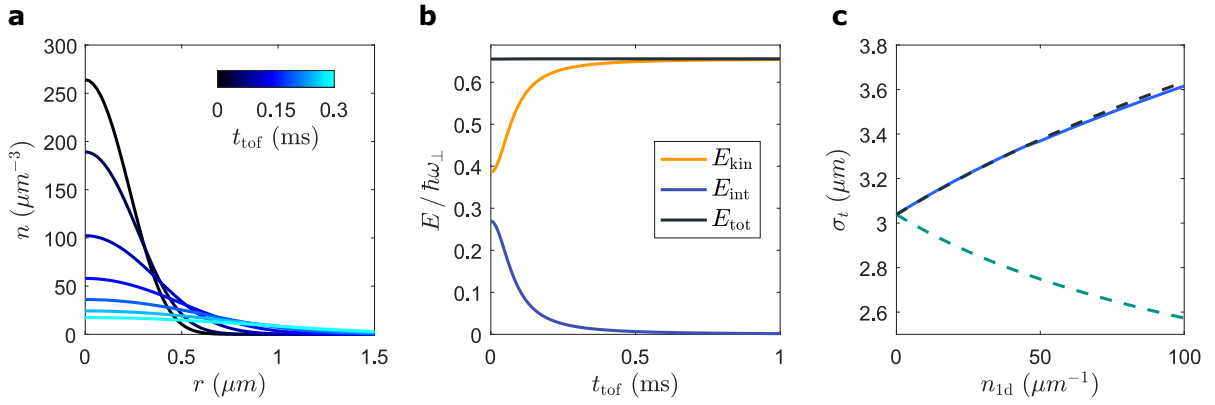 a
n (μm⁻³)
300
250
200
150
100
50
0
0 0.15 0.3
t_tof (ms)
0 0.5 1 1.5
r (μm)
b
E / ħω⊥
0.6
0.5
0.4
0.3
0.2
0.1
0
E_kin
E_int
E_tot
0 0.5 1
t_tof (ms)
c
σ_t (μm)
3.8
3.6
3.4
3.2
3
2.8
2.6
0 50 100
n_1d (μm⁻¹)